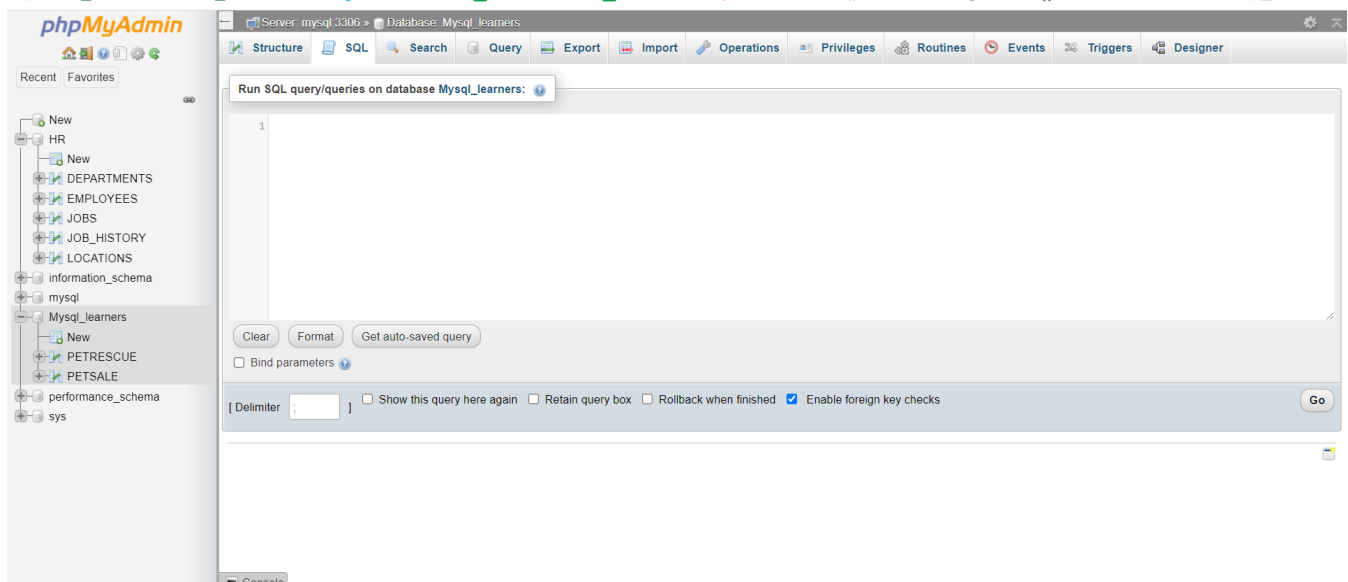 phpMyAdmin
Recent Favorites
New
HR
New
DEPARTMENTS
EMPLOYEES
JOBS
JOB_HISTORY
LOCATIONS
information_schema
mysql
Mysql_learners
New
PETRESCUE
PETSALE
performance_schema
sys
Server: mysql:3306 » Database: Mysql_learners
Structure SQL Search Query Export Import Operations Privileges Routines Events Triggers Designer
Run SQL query/queries on database Mysql_learners:
1
Clear Format Get auto-saved query
Bind parameters
[ Delimiter ; ] Show this query here again Retain query box Rollback when finished Enable foreign key checks Go
Console